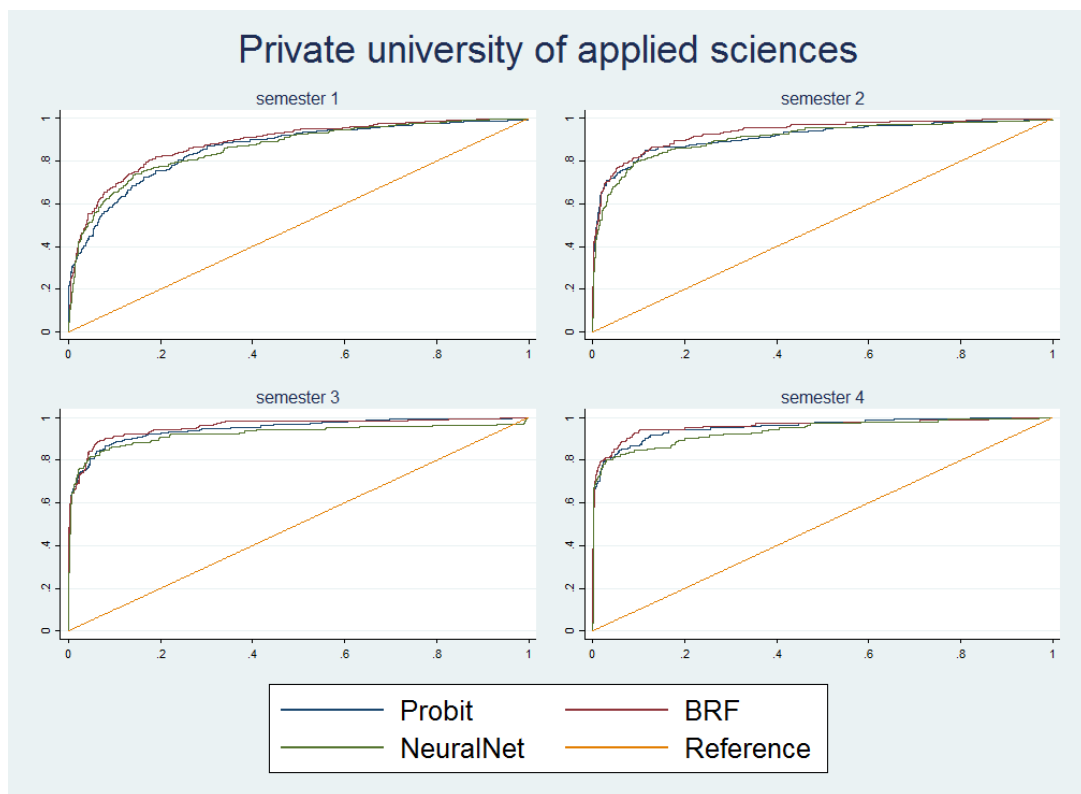 Private university of applied sciences
semester 1
semester 2
1
.8
.6
.4
.2
0
0 .2 .4 .6 .8 1
1
.8
.6
.4
.2
0
0 .2 .4 .6 .8 1
semester 3
semester 4
1
.8
.6
.4
.2
0
0 .2 .4 .6 .8 1
1
.8
.6
.4
.2
0
0 .2 .4 .6 .8 1
Probit
BRF
NeuralNet
Reference